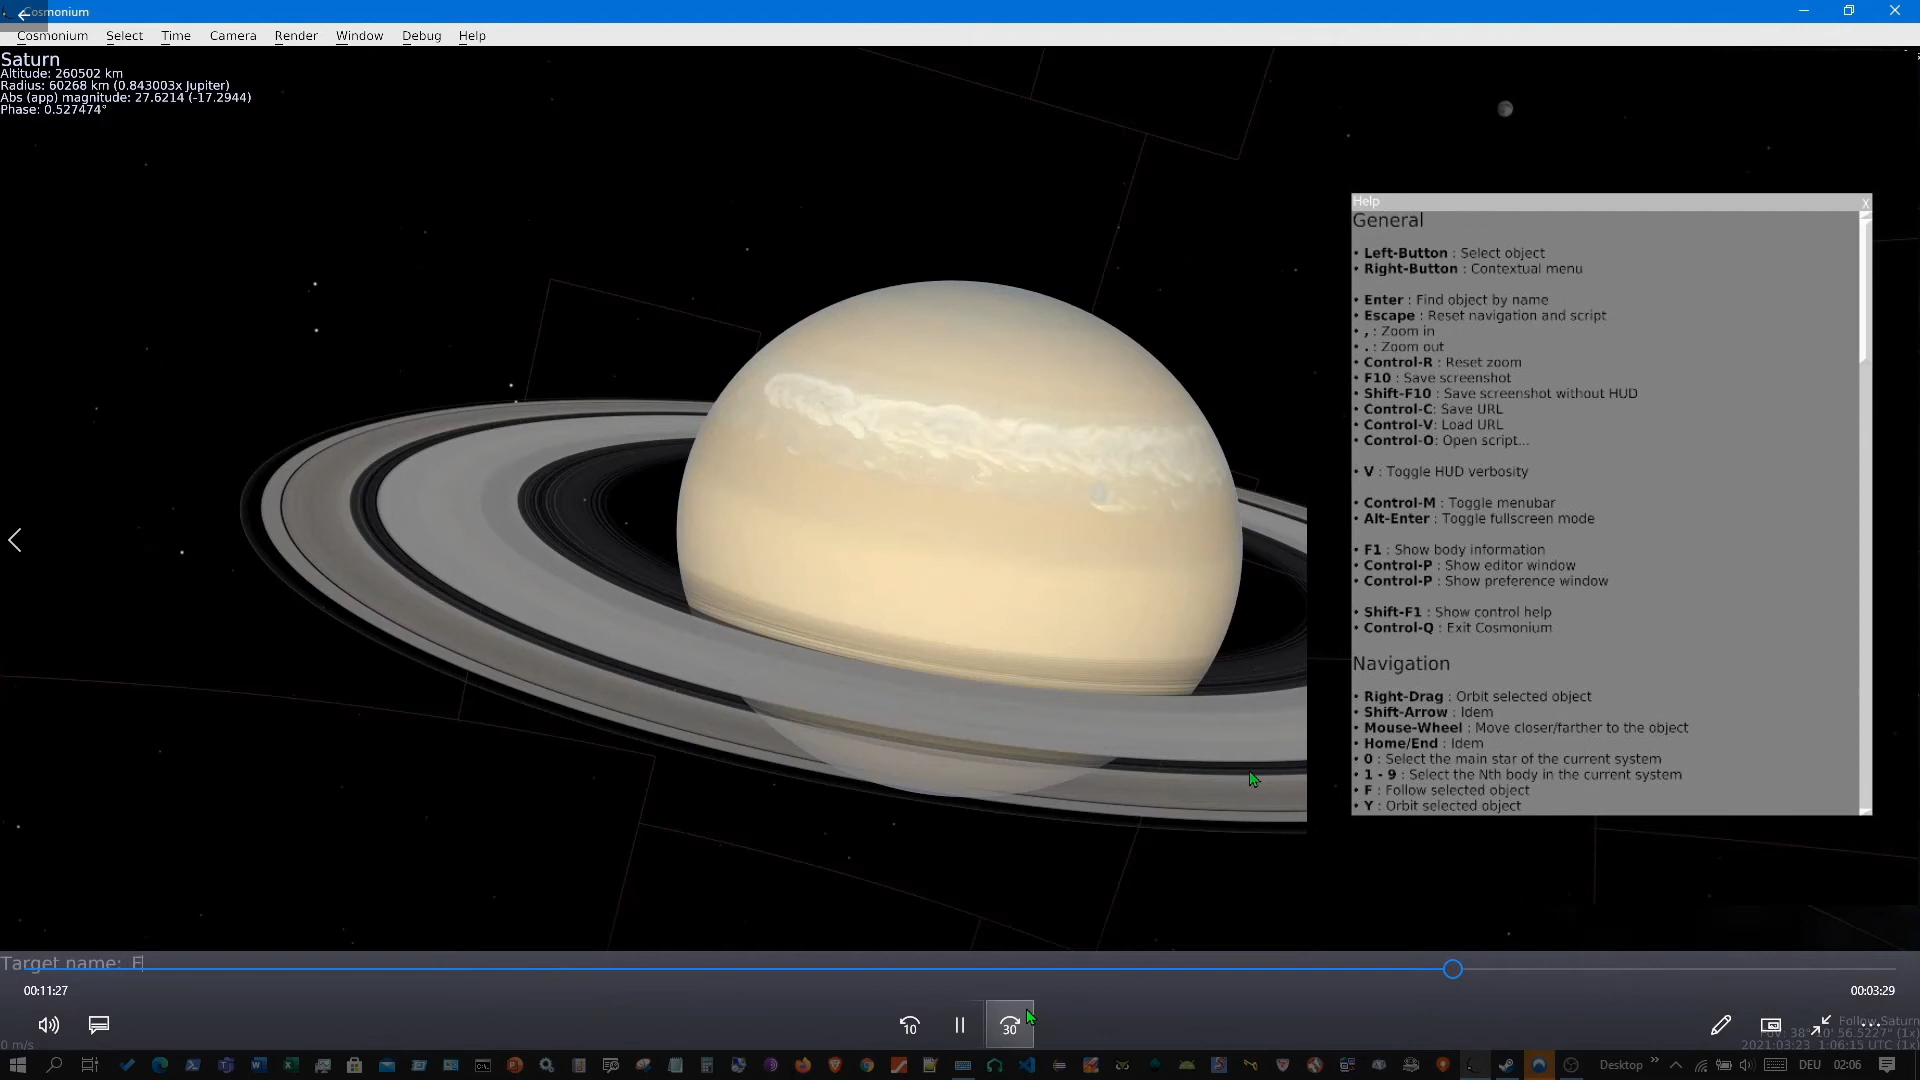 Cosmonium
Cosmonium Select Time Camera Render Window Debug Help
Saturn
Altitude: 260502 km
Radius: 60268 km (0.843003x Jupiter)
Abs (app) magnitude: 27.6214 (-17.2944)
Phase: 0.527474°
Help X
General
• Left-Button : Select object
• Right-Button : Contextual menu
• Enter : Find object by name
• Escape : Reset navigation and script
• , : Zoom in
• . : Zoom out
• Control-R : Reset zoom
• F10 : Save screenshot
• Shift-F10 : Save screenshot without HUD
• Control-C: Save URL
• Control-V: Load URL
• Control-O: Open script...
• V : Toggle HUD verbosity
• Control-M : Toggle menubar
• Alt-Enter : Toggle fullscreen mode
• F1 : Show body information
• Control-P : Show editor window
• Control-P : Show preference window
• Shift-F1 : Show control help
• Control-Q : Exit Cosmonium
Navigation
• Right-Drag : Orbit selected object
• Shift-Arrow : Idem
• Mouse-Wheel : Move closer/farther to the object
• Home/End : Idem
• 0 : Select the main star of the current system
• 1 - 9 : Select the Nth body in the current system
• F : Follow selected object
• Y : Orbit selected object
Target name: F
00:11:27 00:03:29
10 30
Follow Saturn
0 m/s
2021:03:23 1:06:15 UTC (1x)
Desktop DEU 02:06